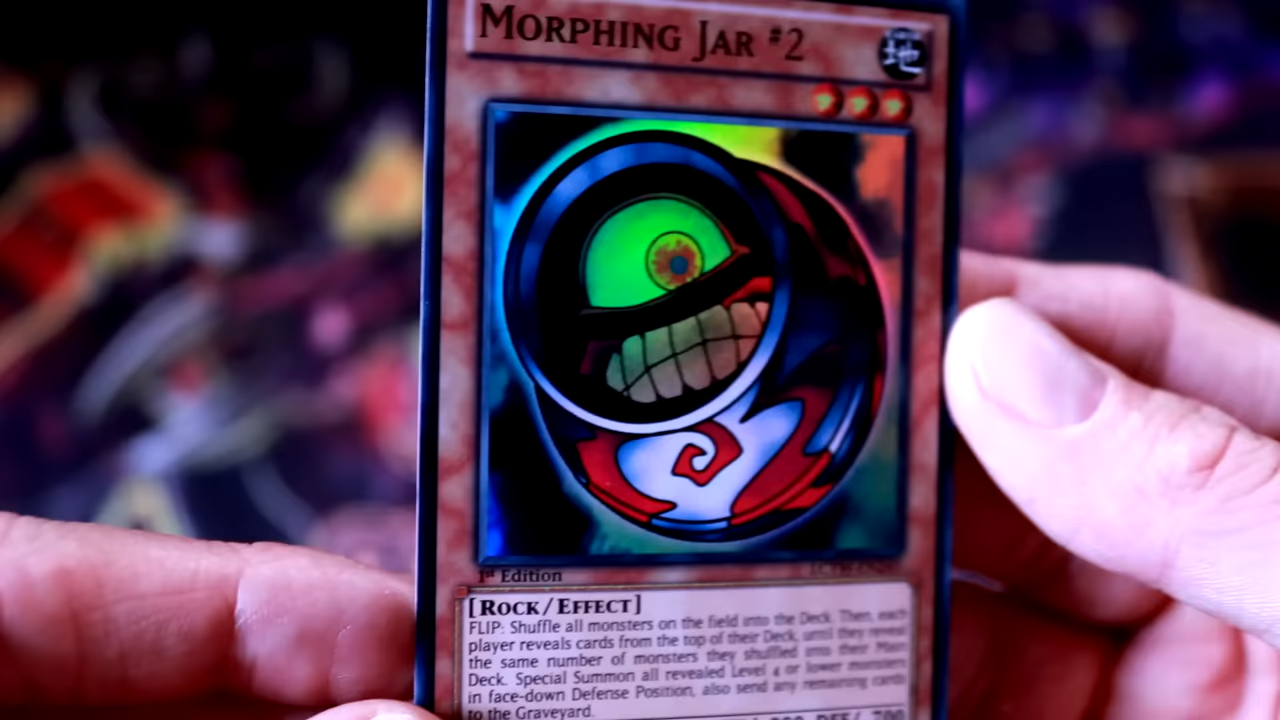 MORPHING JAR #2
地
1st Edition
[ROCK/EFFECT]
FLIP: Shuffle all monsters on the field into the Deck. Then, each
player reveals cards from the top of their Deck, until they reveal
the same number of monsters they shuffled into their Main
Deck. Special Summon all revealed Level 4 or lower monsters
in face-down Defense Position, also send any remaining cards
to the Graveyard.
DEF/ 700